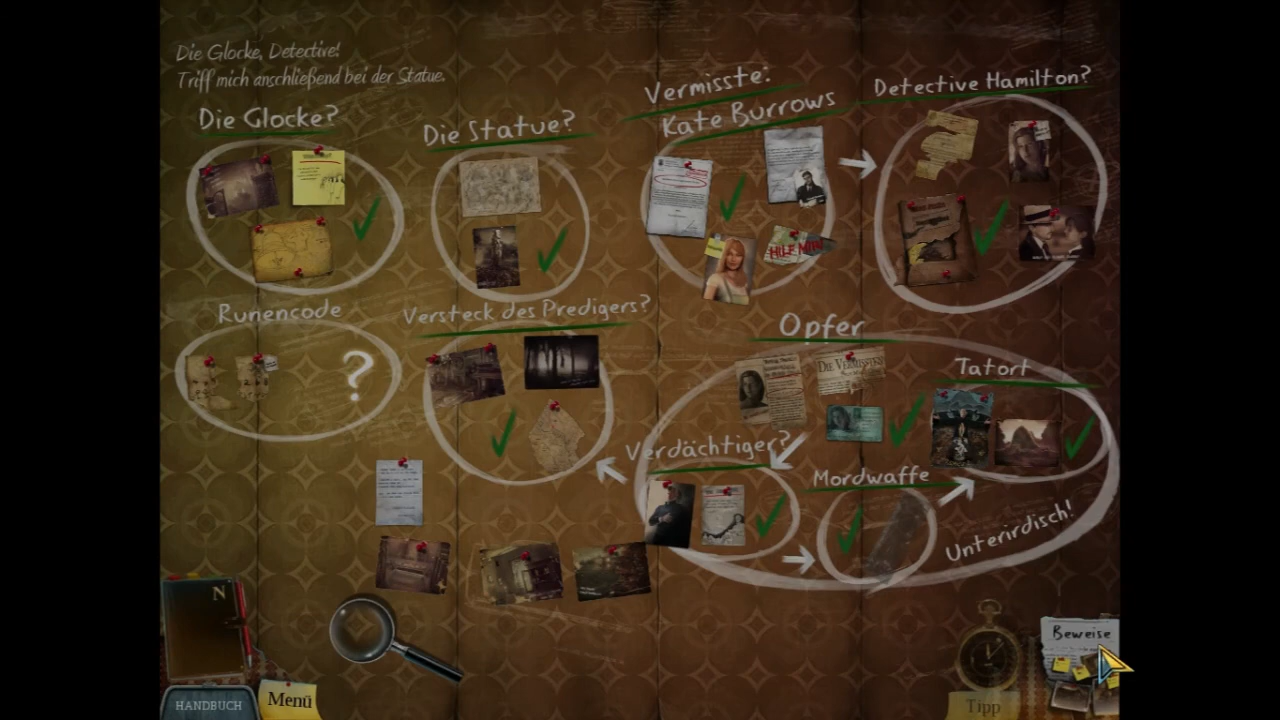 Die Glocke, Detective!
Triff mich anschließend bei der Statue.
Die Glocke?
Die Statue?
Vermisste:
Kate Burrows
Detective Hamilton?
HILF MIR!
Runencode
?
Versteck des Predigers?
Opfer
DIE VERMISSTEN
Tatort
Verdächtiger?
Mordwaffe
Unterirdisch!
N
HANDBUCH
Menü
Tipp
Beweise